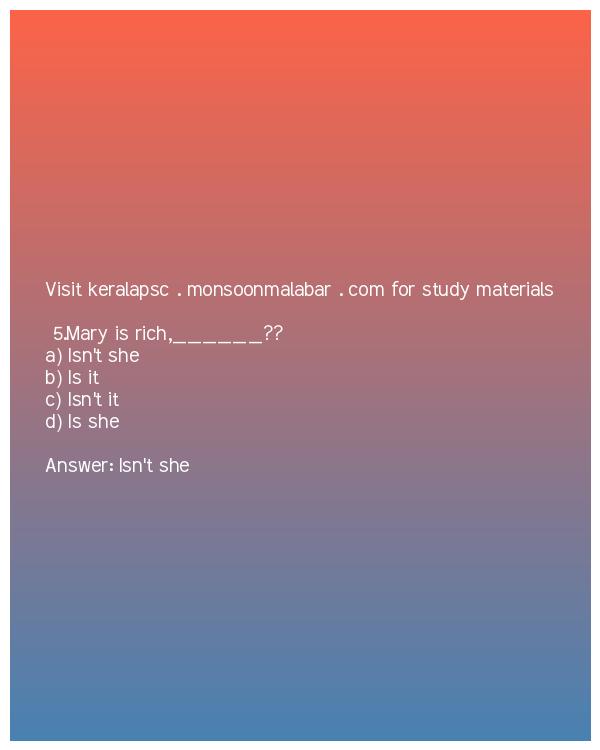 Visit keralapsc . monsoonmalabar . com for study materials
5.Mary is rich,______??
a) Isn't she
b) Is it
c) Isn't it
d) Is she
Answer: Isn't she